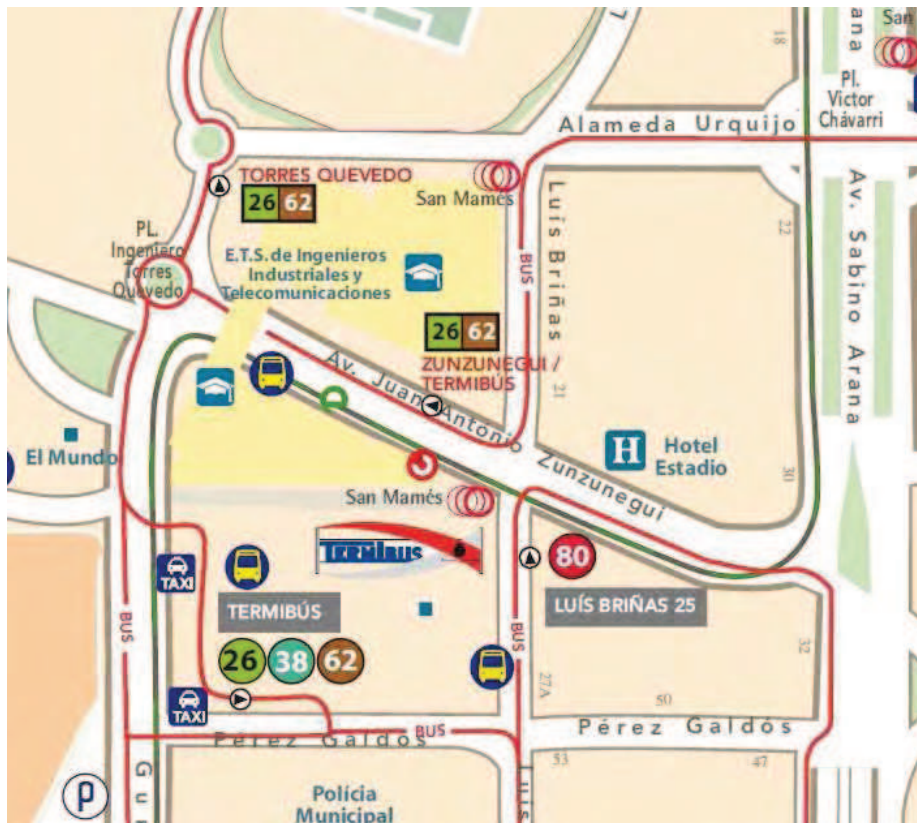 18
ana
San
Pl.
Victor
Chávarri
Alameda Urquijo
TORRES QUEVEDO
26 62
San Mamés
Luís Briñas
22
Av. Sabino Arana
PL.
Ingeniero
Torres
Quevedo
E.T.S. de Ingenieros
Industriales y
Telecomunicaciones
BUS
26 62
ZUNZUNEGUI /
TERMIBÚS
21
Av. Juan Antonio Zunzunegui
El Mundo
H
Hotel
Estadio
30
San Mamés
TERMIBUS
80
TAXI
LUÍS BRIÑAS 25
TERMIBÚS
BUS
BUS
32
26 38 62
27A
TAXI
50
BUS
Pérez Galdós
Pérez Galdós
53
47
Gur
Luis
P
Polícia
Municipal